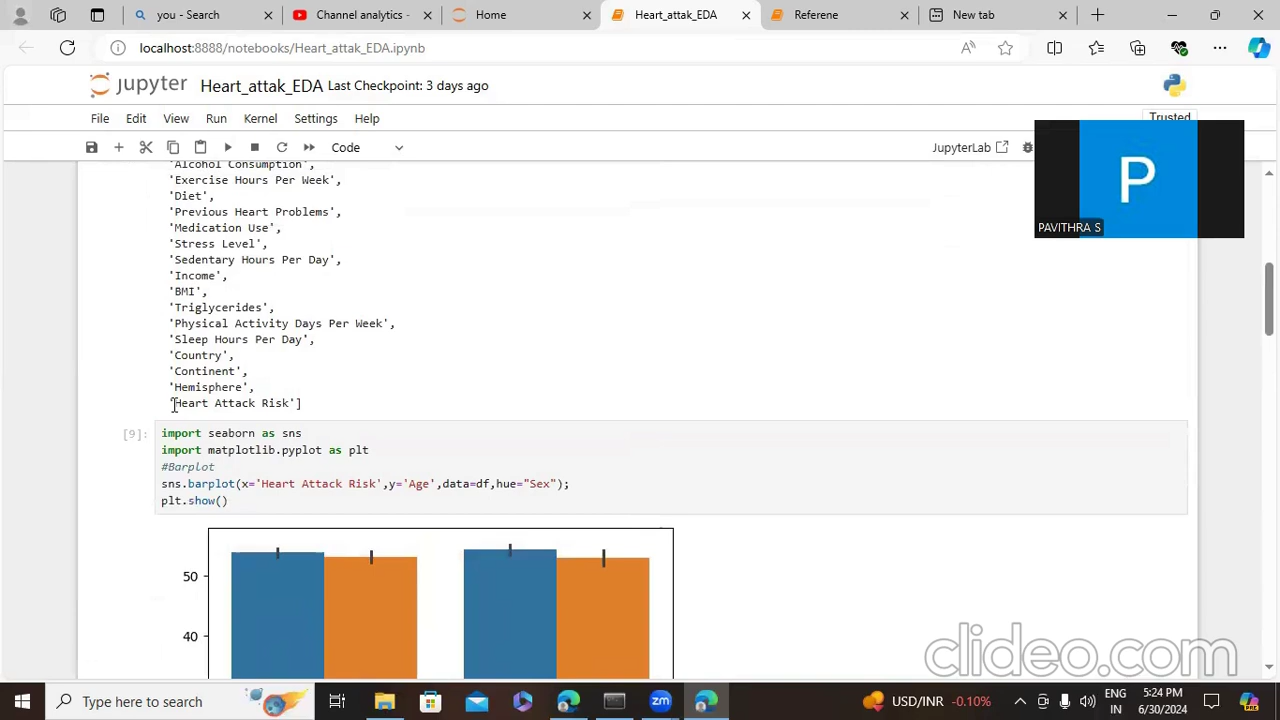 you - Search
Channel analytics -
Home
Heart_attak_EDA
Referene
New tab
localhost:8888/notebooks/Heart_attak_EDA.ipynb
jupyter
Heart_attak_EDA Last Checkpoint: 3 days ago
File Edit View Run Kernel Settings Help
Trusted
Code
JupyterLab
'Alcohol Consumption',
'Exercise Hours Per Week',
'Diet',
'Previous Heart Problems',
'Medication Use',
'Stress Level',
'Sedentary Hours Per Day',
'Income',
'BMI',
'Triglycerides',
'Physical Activity Days Per Week',
'Sleep Hours Per Day',
'Country',
'Continent',
'Hemisphere',
'Heart Attack Risk']
P
PAVITHRA S
[9]:
import seaborn as sns
import matplotlib.pyplot as plt
#Barplot
sns.barplot(x='Heart Attack Risk',y='Age',data=df,hue="Sex");
plt.show()
50
40
clideo.com
Type here to search
USD/INR -0.10%
ENG
IN
5:24 PM
6/30/2024